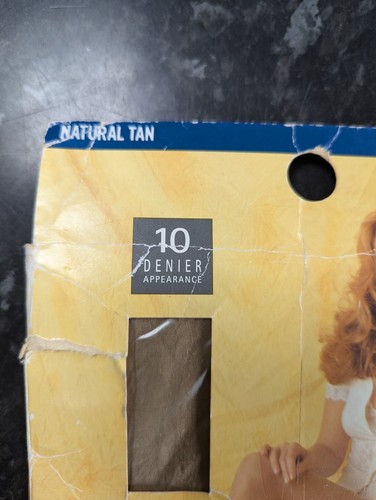 NATURAL TAN
10
DENIER
APPEARANCE